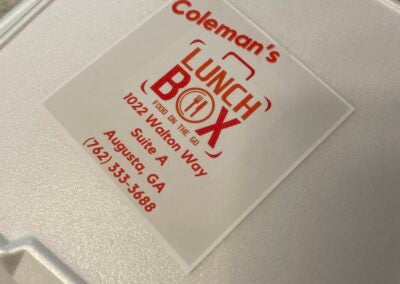 Coleman's
LUNCH
BOX
FOOD ON THE GO
1022 Walton Way
Suite A
Augusta, GA
(762) 333-3688